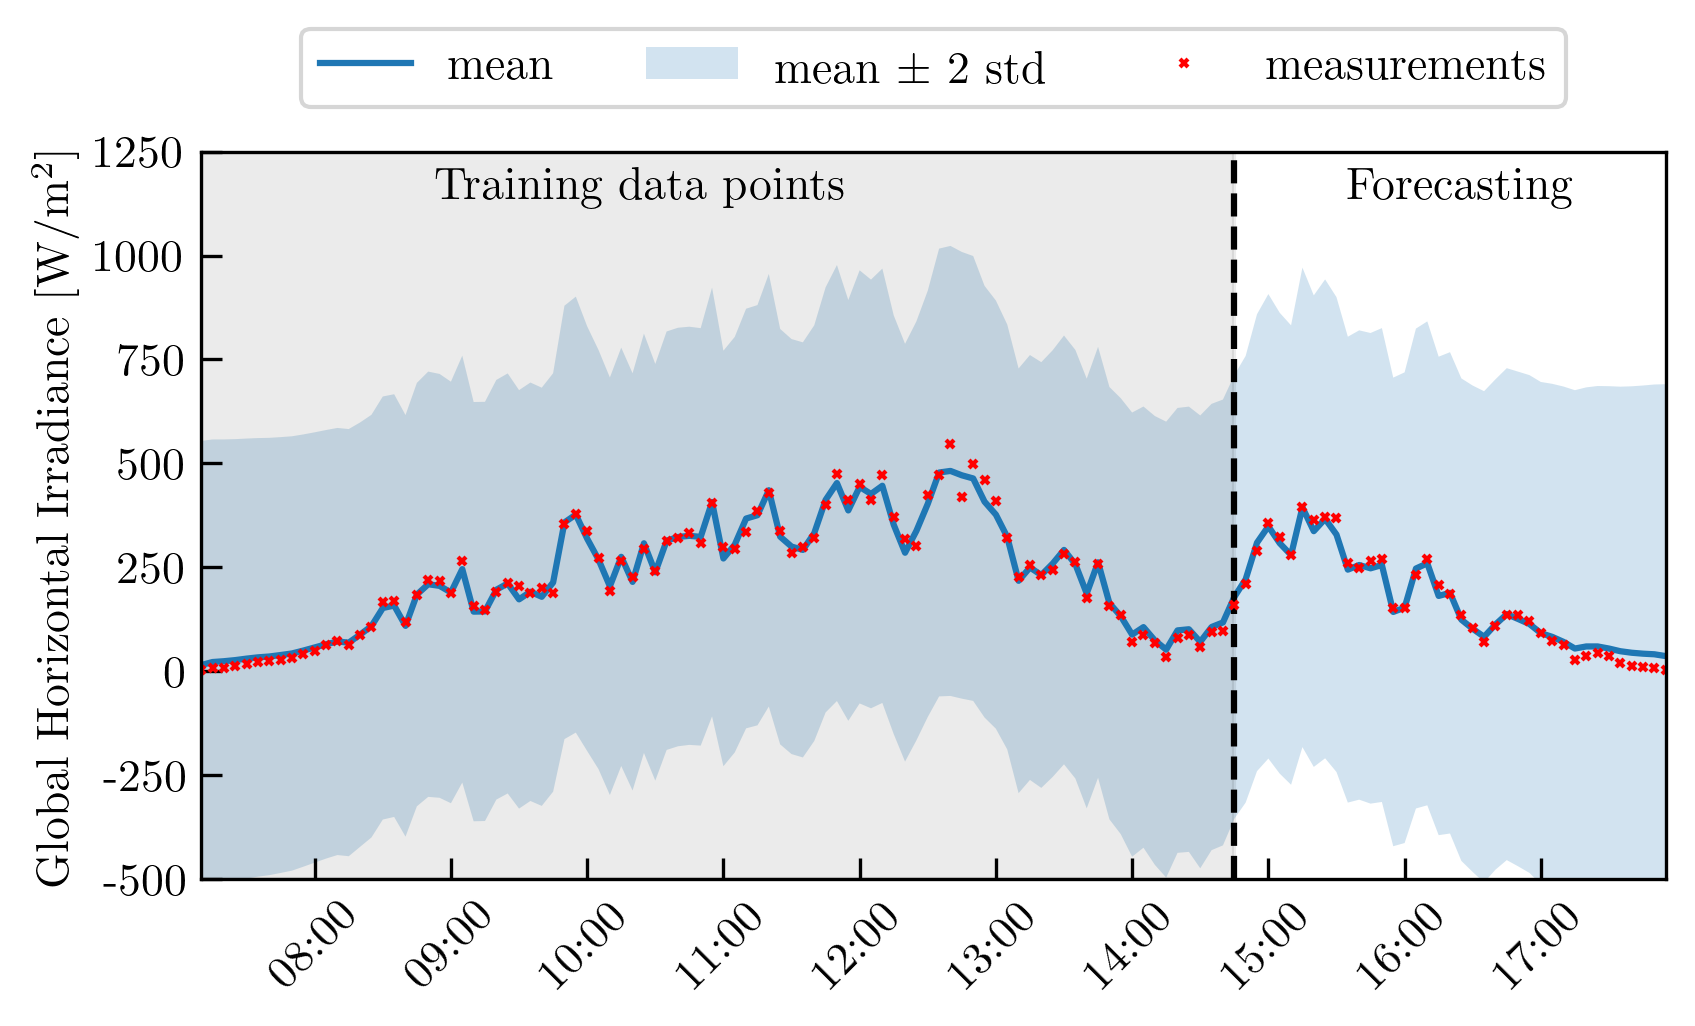 mean mean ± 2 std measurements
Training data points Forecasting
Global Horizontal Irradiance [W/m²]
1250
1000
750
500
250
0
-250
-500
08:00 09:00 10:00 11:00 12:00 13:00 14:00 15:00 16:00 17:00